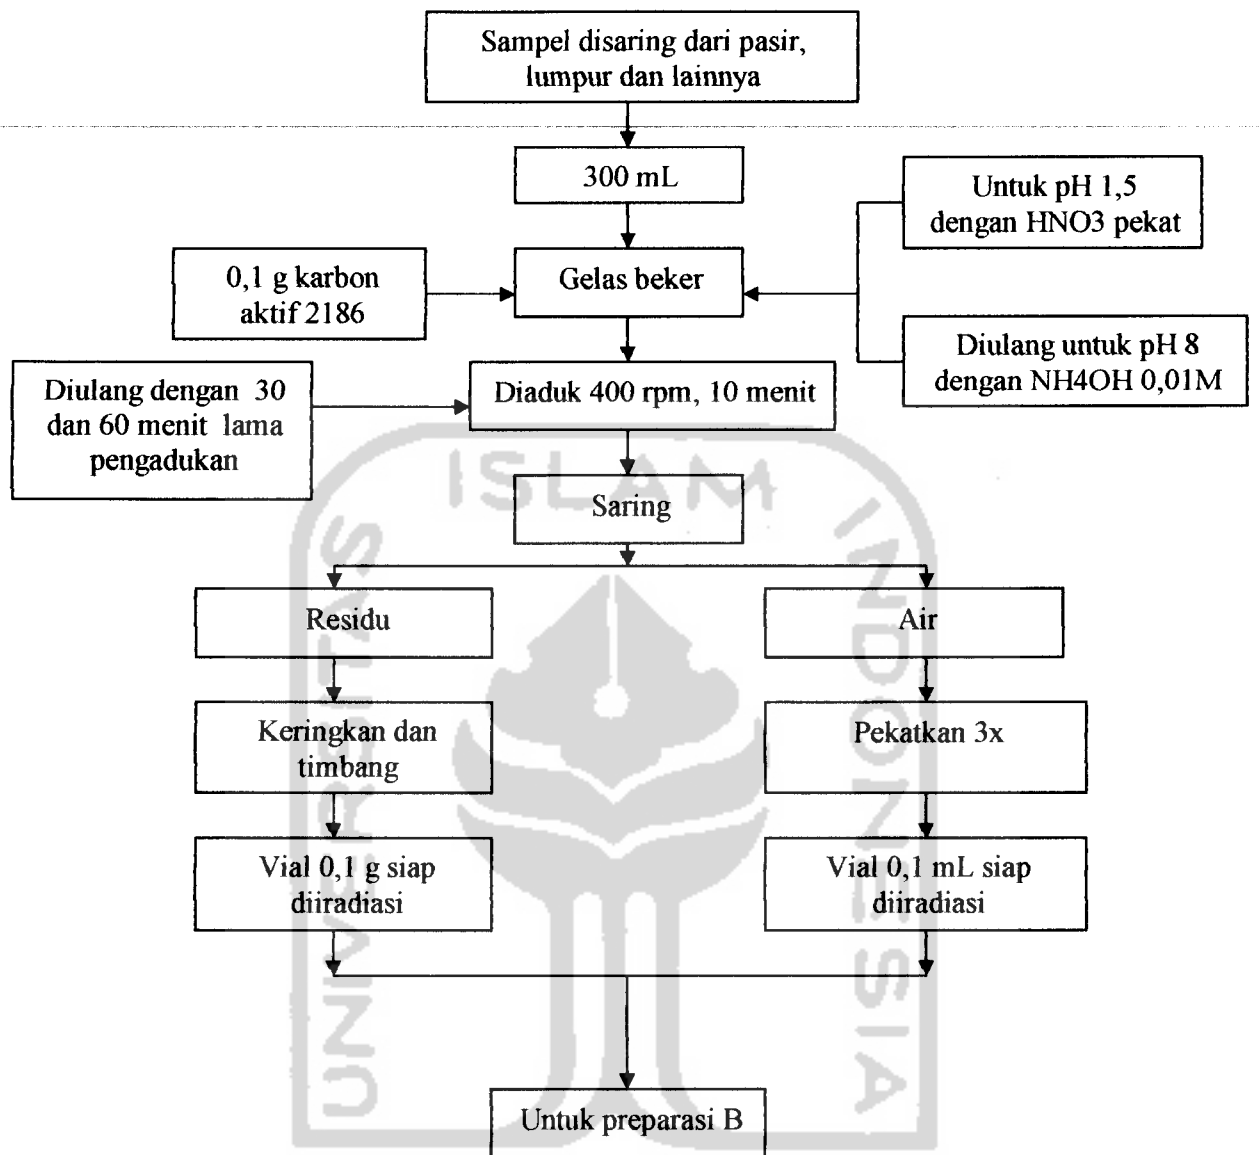 Sampel disaring dari pasir,
lumpur dan lainnya
300 mL
Untuk pH 1,5
dengan HNO3 pekat
0,1 g karbon
aktif 2186
Gelas beker
Diulang untuk pH 8
dengan NH4OH 0,01M
Diulang dengan 30
dan 60 menit lama
pengadukan
Diaduk 400 rpm, 10 menit
Saring
Residu
Air
Keringkan dan
timbang
Pekatkan 3x
Vial 0,1 g siap
diiradiasi
Vial 0,1 mL siap
diiradiasi
Untuk preparasi B
UNIVERSITAS
ISLAM
INDONESIA